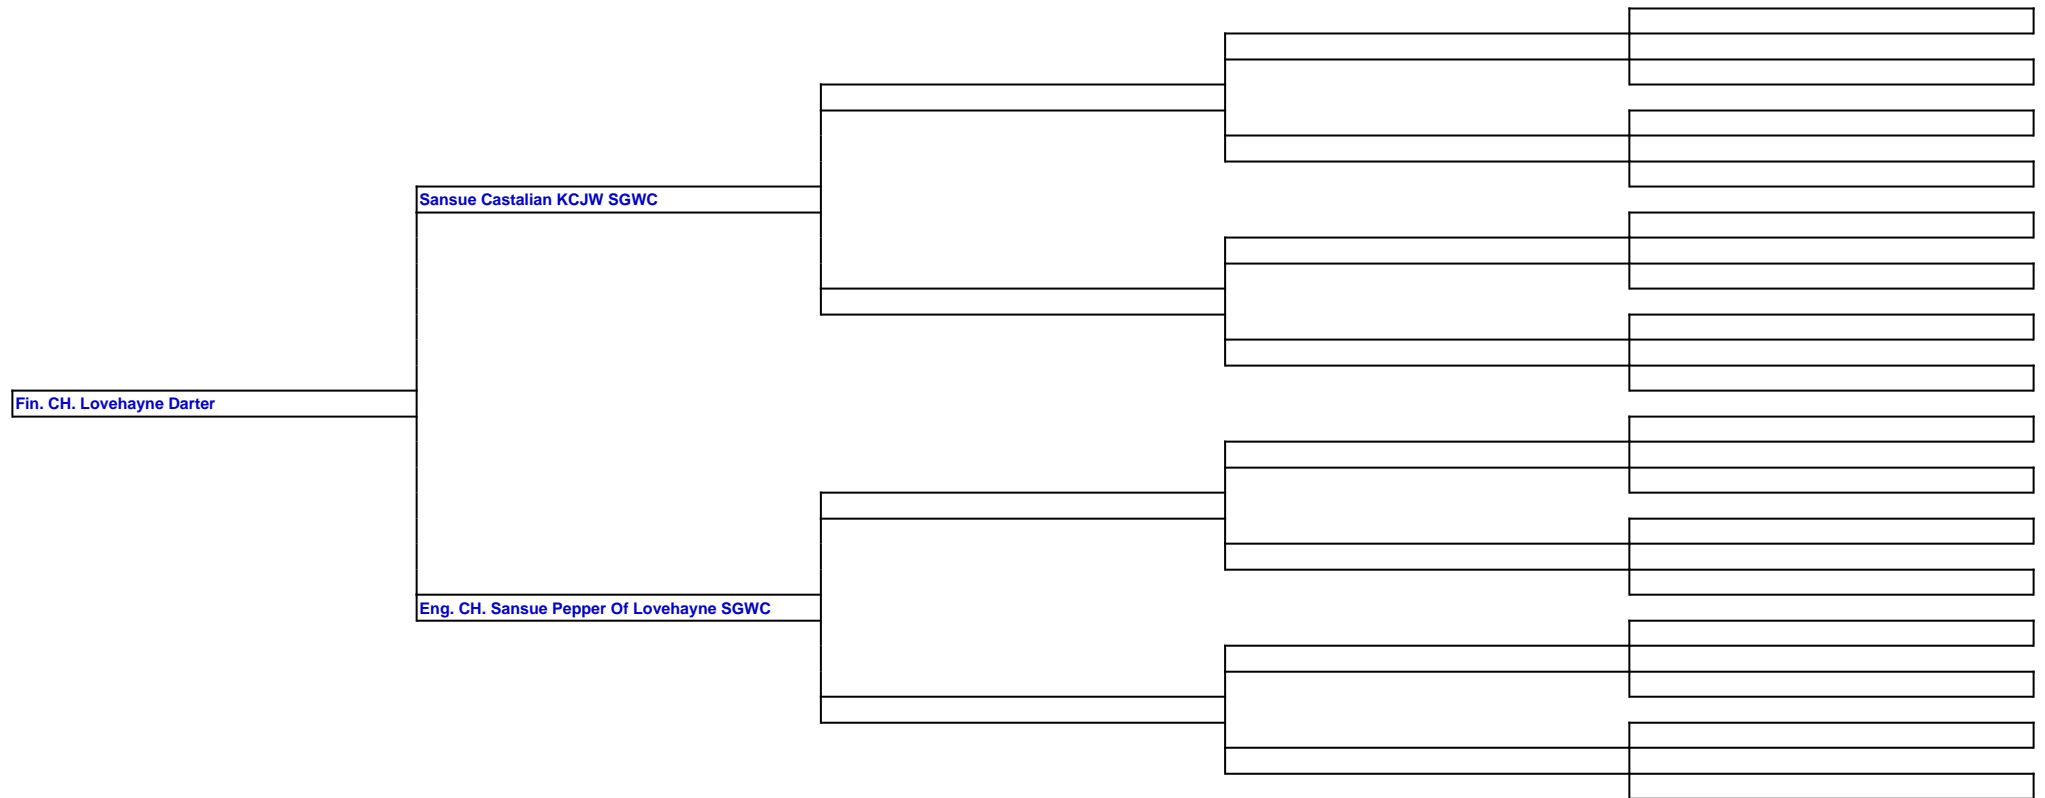 Sansue Castalian KCJW SGWC
Fin. CH. Lovehayne Darter
Eng. CH. Sansue Pepper Of Lovehayne SGWC